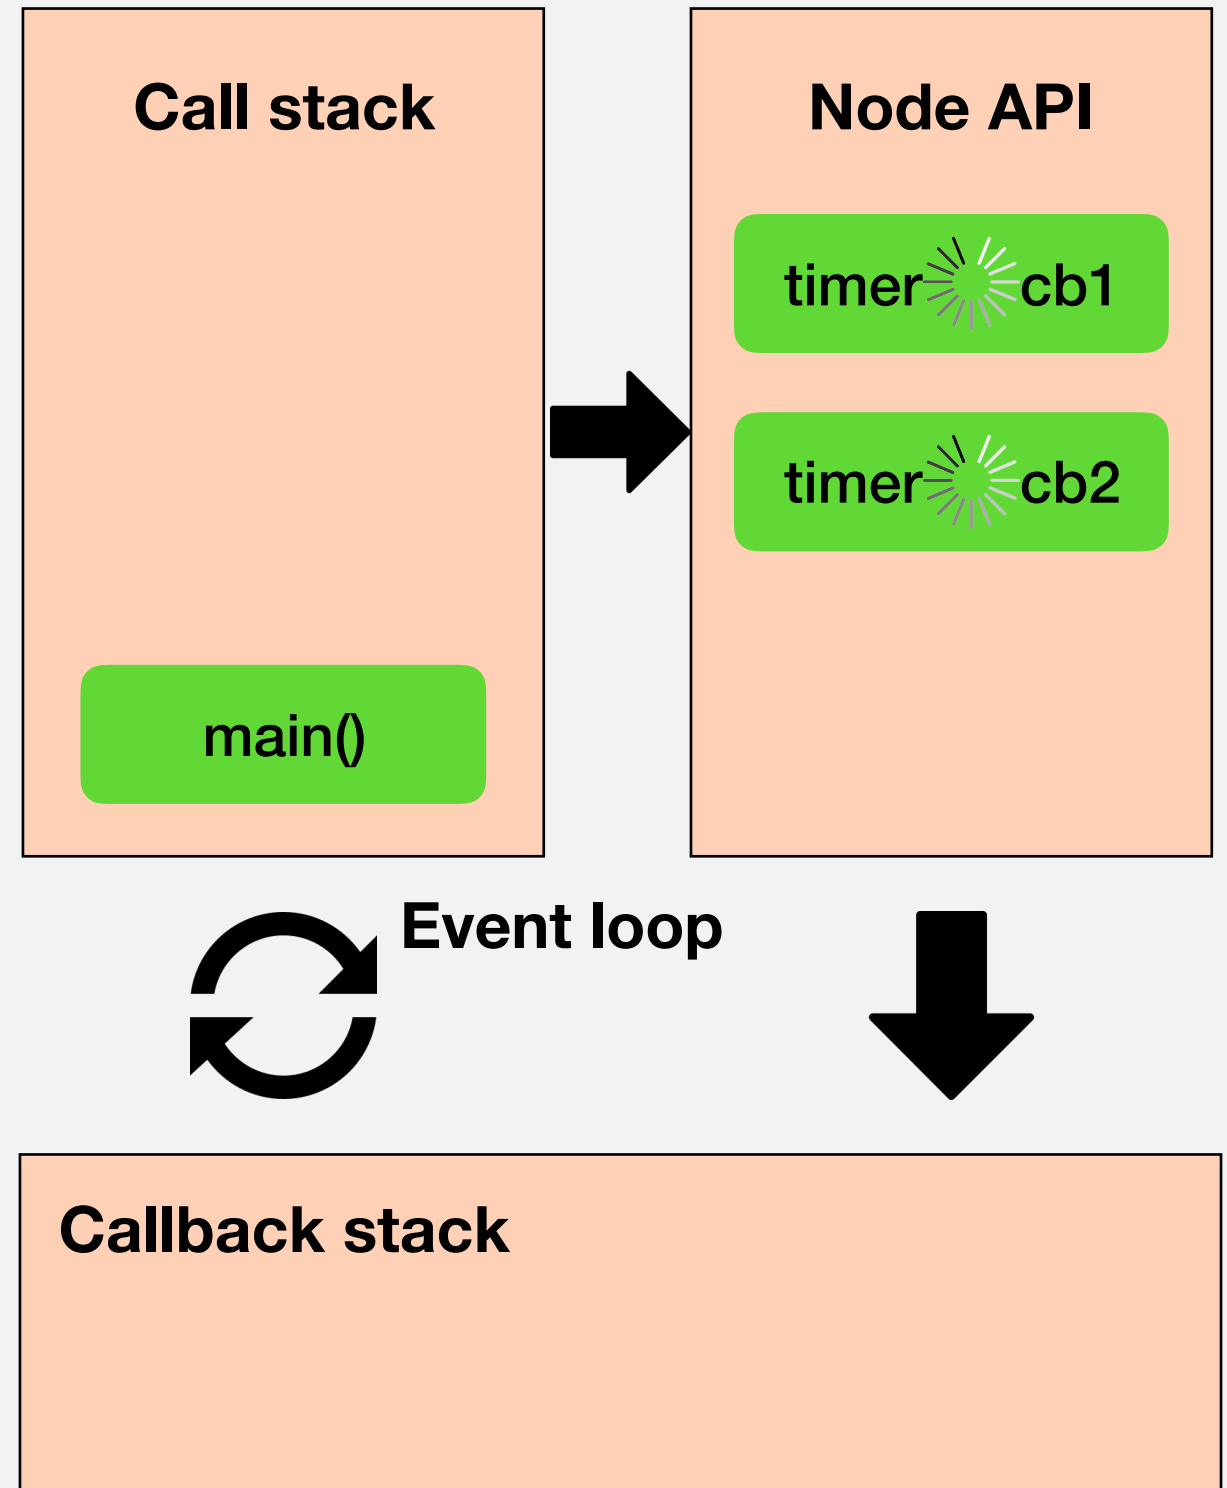 Call stack
Node API
timer cb1
timer cb2
main()
Event loop
Callback stack